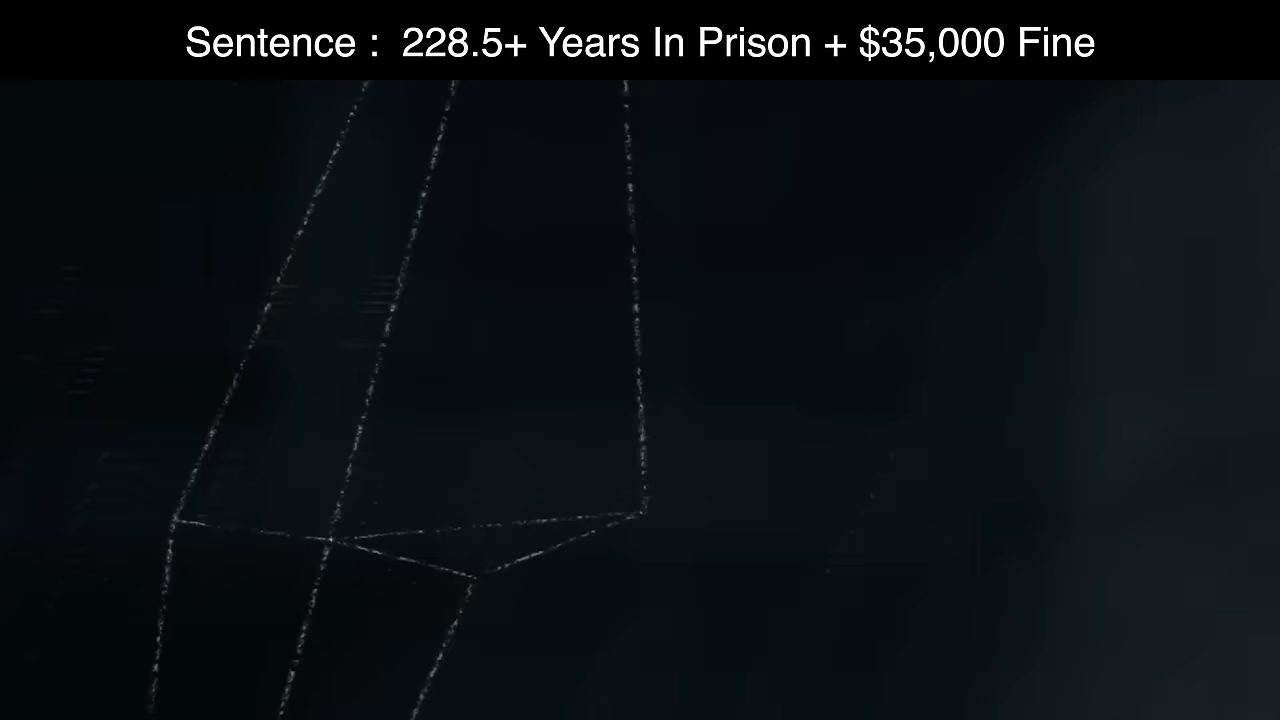 Sentence :  228.5+ Years In Prison + $35,000 Fine